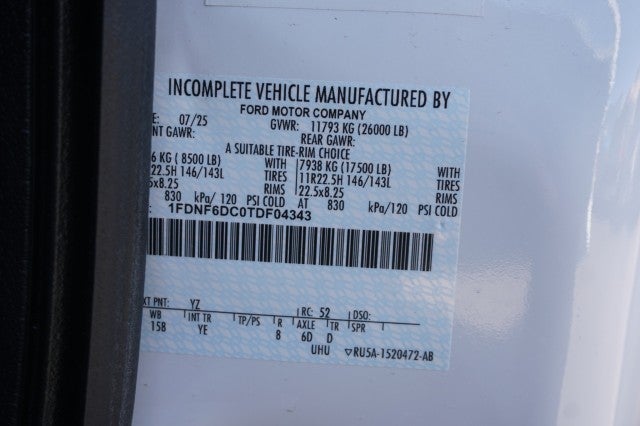 INCOMPLETE VEHICLE MANUFACTURED BY
FORD MOTOR COMPANY
E: 07/25 GVWR: 11793 KG (26000 LB)
NT GAWR: REAR GAWR:
A SUITABLE TIRE-RIM CHOICE
6 KG ( 8500 LB) WITH 7938 KG (17500 LB) WITH
22.5H 146/143L TIRES 11R22.5H 146/143L TIRES
5x8.25 RIMS 22.5x8.25 RIMS
830 kPa/ 120 PSI COLD AT 830 kPa/120 PSI COLD
: 1FDNF6DC0TDF04343
XT PNT: YZ RC: 52 DSO:
WB INT TR TP/PS R AXLE TR SPR
158 YE 8 6D D
UHU ▽RU5A-1520472-AB